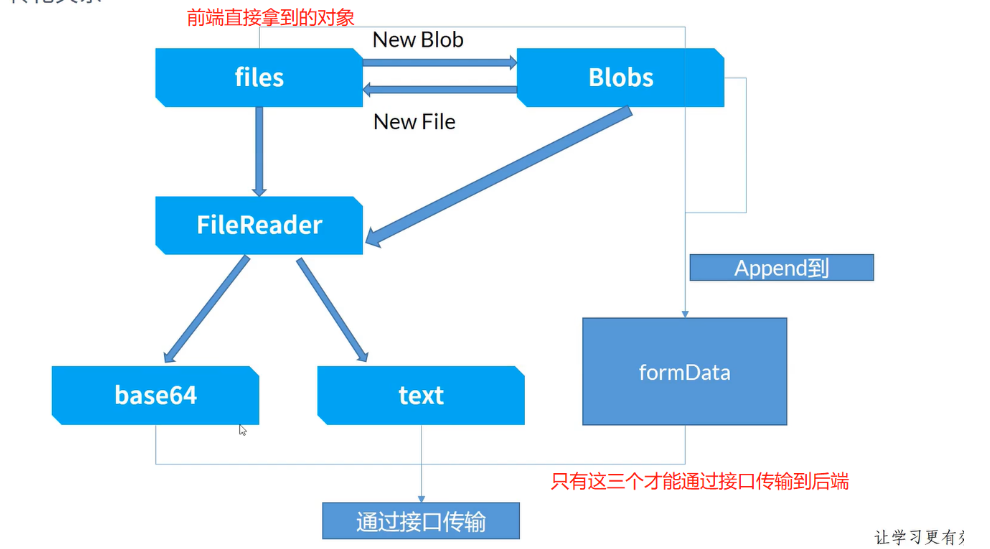 前端直接拿到的对象
New Blob
files
Blobs
New File
FileReader
Append到
formData
base64
text
只有这三个才能通过接口传输到后端
通过接口传输
让学习更有